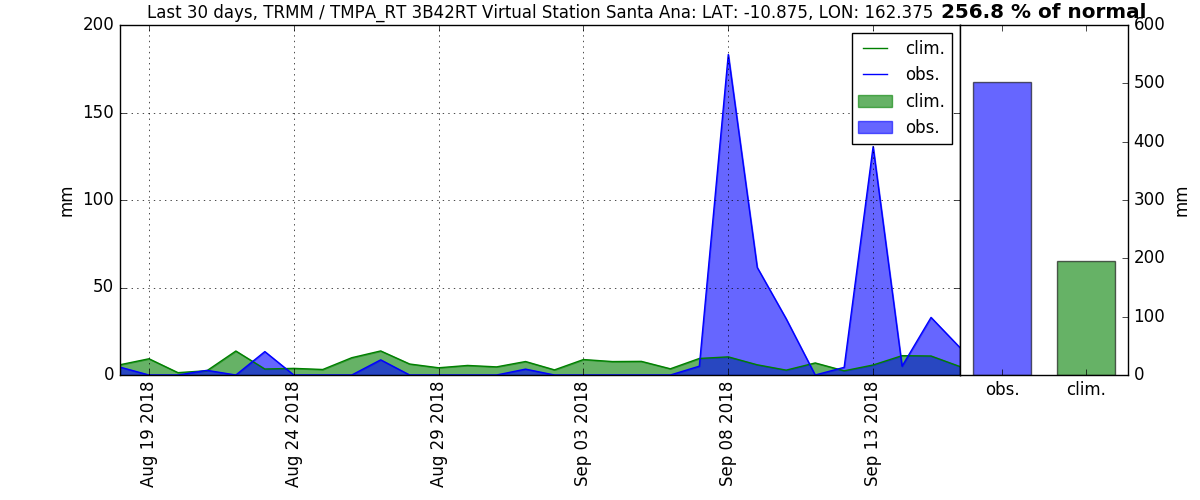 Last 30 days, TRMM / TMPA_RT 3B42RT Virtual Station Santa Ana: LAT: -10.875, LON: 162.375 256.8 % of normal
200
150
100
50
0
mm
clim.
obs.
clim.
obs.
600
500
400
300
200
100
0
mm
Aug 19 2018
Aug 24 2018
Aug 29 2018
Sep 03 2018
Sep 08 2018
Sep 13 2018
obs.
clim.